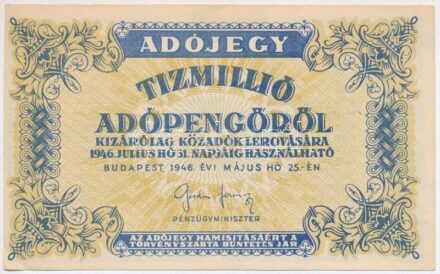 ADÓJEGY
TIZMILLIÓ
ADÓPENGŐRŐL
KIZÁRÓLAG KÖZADÓK LEROVÁSÁRA
1946. JULIUS HÓ 31. NAPJÁIG HASZNÁLHATÓ
BUDAPEST, 1946. ÉVI MÁJUS HÓ 25-ÉN
PÉNZÜGYMINISZTER
AZ ADÓJEGY HAMISITÁSÁÉRT A
TÖRVÉNYSZABTA BÜNTETÉS JÁR